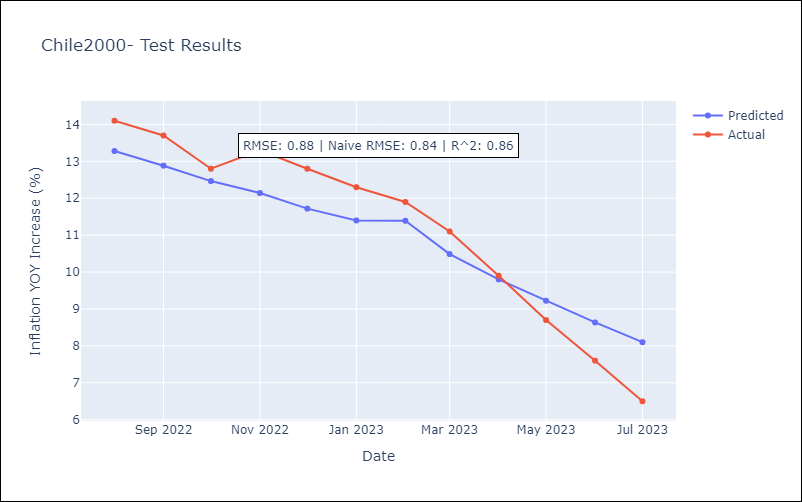 Chile2000- Test Results
Predicted
Actual
RMSE: 0.88 | Naive RMSE: 0.84 | R^2: 0.86
Inflation YOY Increase (%)
14
13
12
11
10
9
8
7
6
Sep 2022
Nov 2022
Jan 2023
Mar 2023
May 2023
Jul 2023
Date